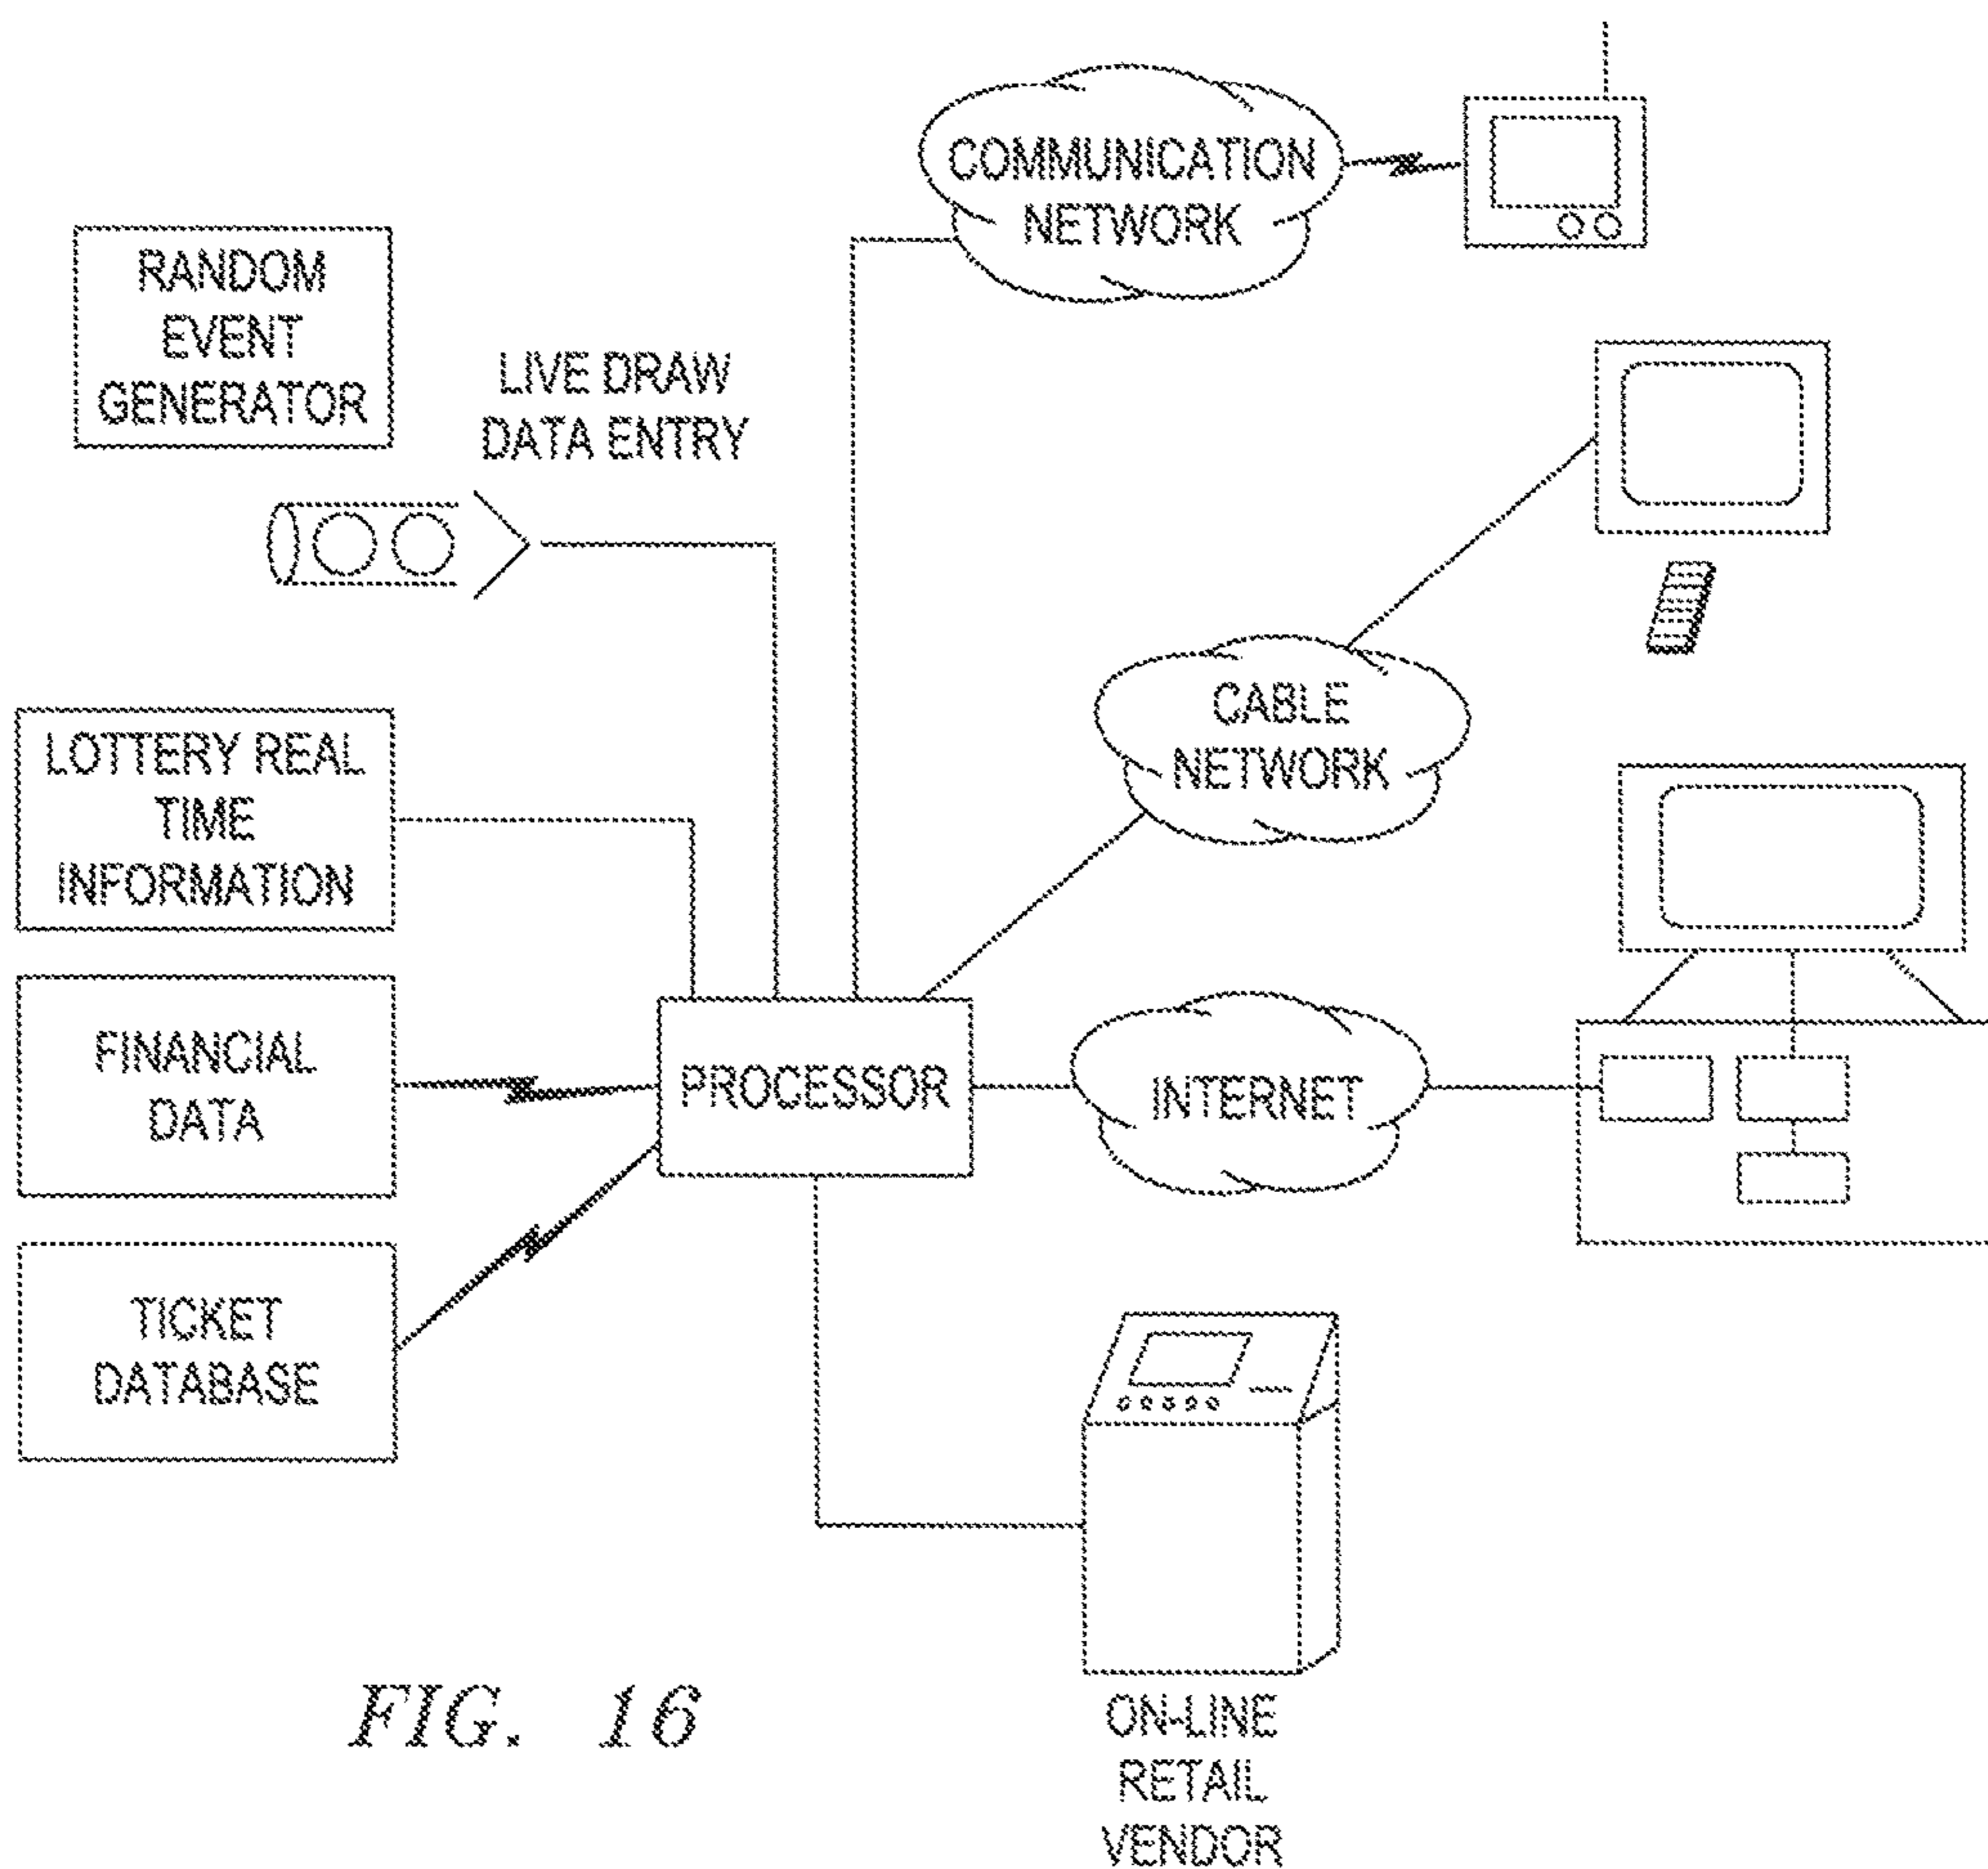 COMMUNICATION
NETWORK
RANDOM
EVENT
GENERATOR
LIVE DRAW
DATA ENTRY
CABLE
NETWORK
LOTTERY REAL
TIME
INFORMATION
FINANCIAL
DATA
PROCESSOR
INTERNET
TICKET
DATABASE
ON-LINE
RETAIL
VENDOR
FIG. 16